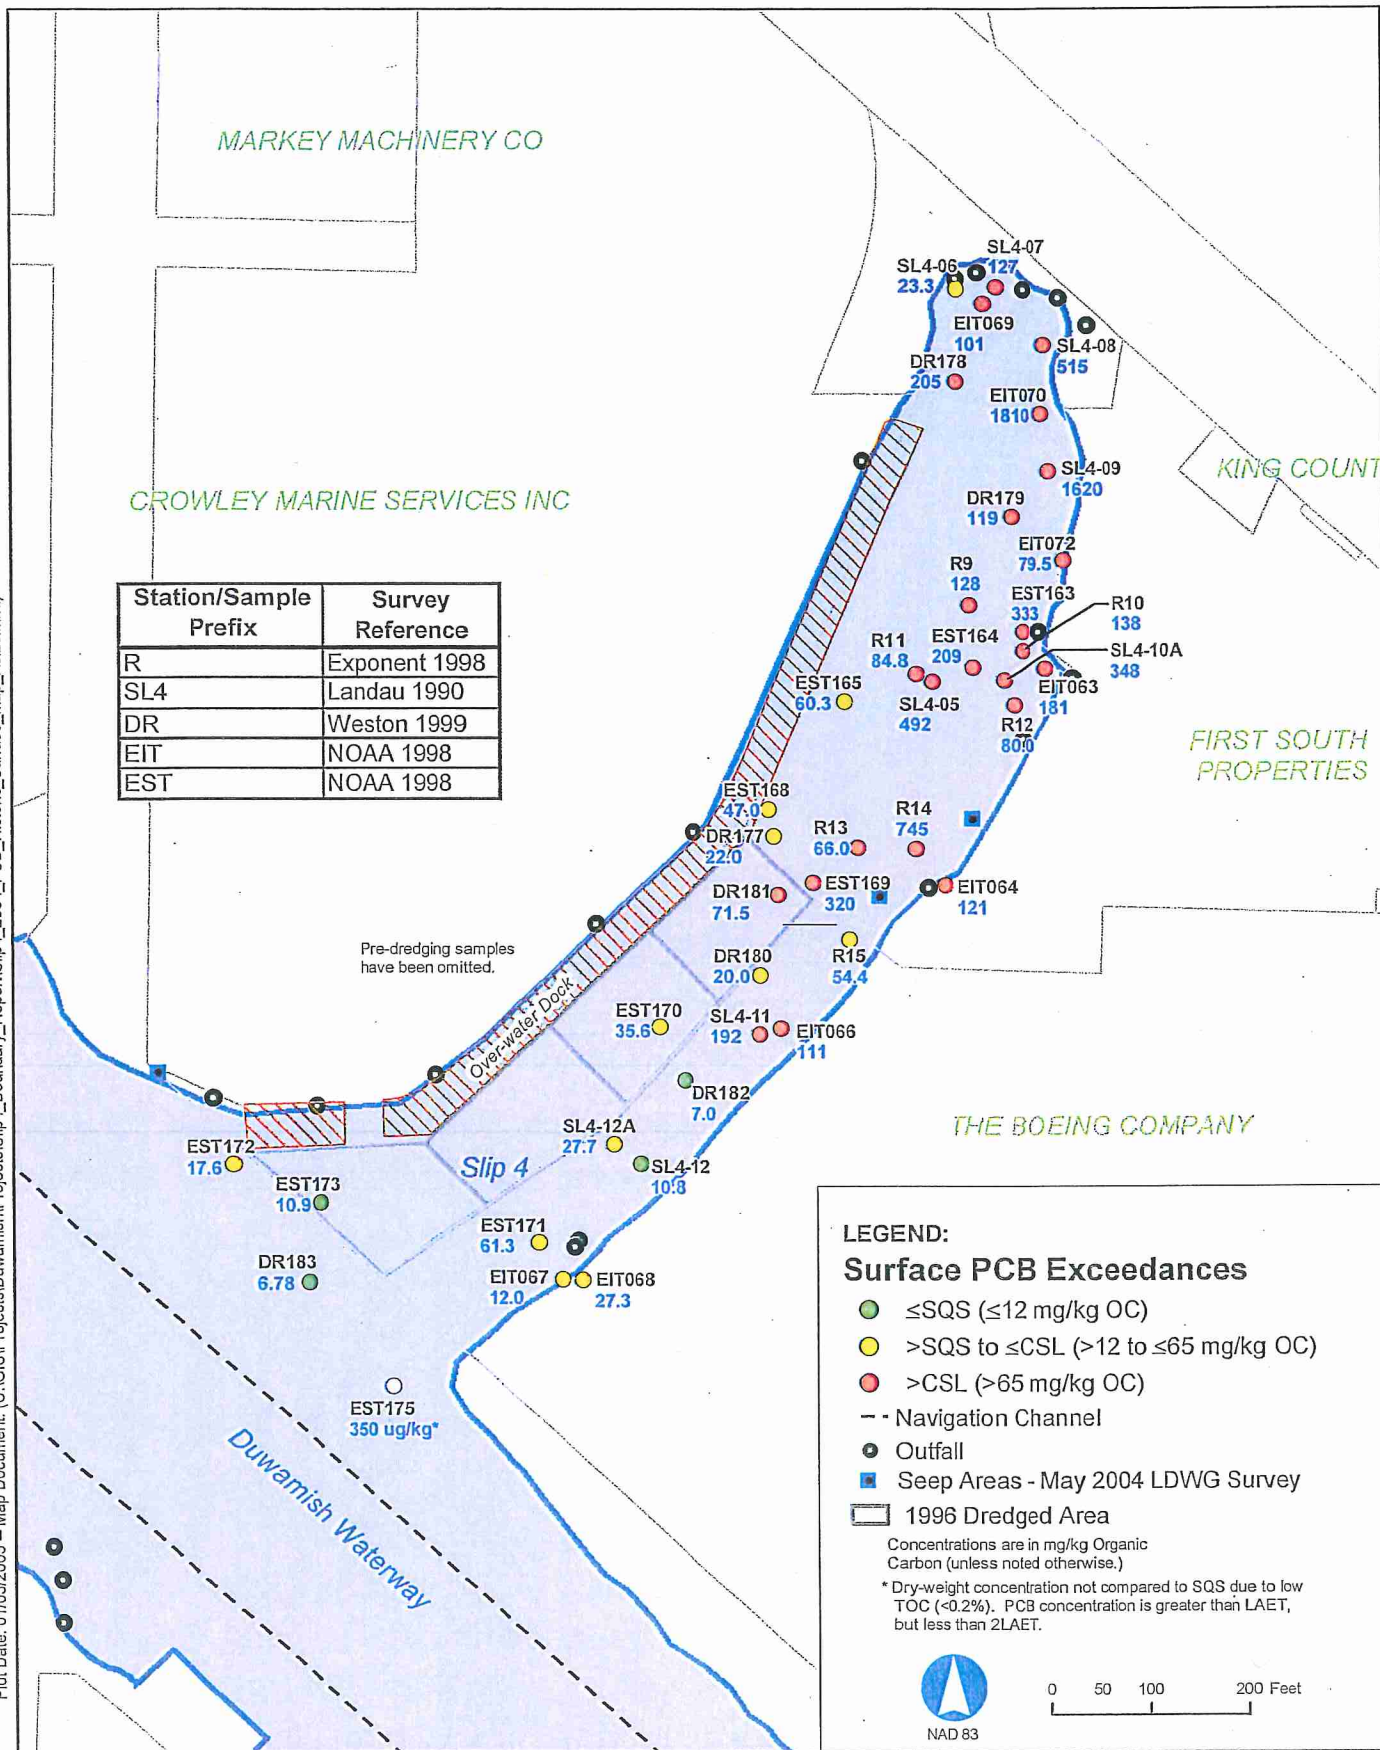 MARKEY MACHINERY CO
SL4-07
127
SL4-06
23.3
EIT069
101
SL4-08
515
DR178
205
EIT070
1810
KING COUNT
SL4-09
1620
CROWLEY MARINE SERVICES INC
DR179
119
EIT072
79.5
R9
128
EST163
333
R10
138
Station/Sample Prefix
Survey Reference
R
Exponent 1998
SL4
Landau 1990
DR
Weston 1999
EIT
NOAA 1998
EST
NOAA 1998
R11
84.8
EST164
209
SL4-10A
348
EST165
60.3
SL4-05
492
EIT063
181
R12
80.0
FIRST SOUTH
PROPERTIES
EST168
47.0
DR177
22.0
R13
66.0
R14
745
DR181
71.5
EST169
320
EIT064
121
Pre-dredging samples
have been omitted.
DR180
20.0
R15
54.4
Over-water Dock
EST170
35.6
SL4-11
192
EIT066
111
DR182
7.0
THE BOEING COMPANY
SL4-12A
27.7
EST172
17.6
Slip 4
SL4-12
10.8
EST173
10.9
EST171
61.3
DR183
6.78
EIT067
12.0
EIT068
27.3
EST175
350 ug/kg*
Duwamish Waterway
LEGEND:
Surface PCB Exceedances
≤SQS (≤12 mg/kg OC)
>SQS to ≤CSL (>12 to ≤65 mg/kg OC)
>CSL (>65 mg/kg OC)
Navigation Channel
Outfall
Seep Areas - May 2004 LDWG Survey
1996 Dredged Area
Concentrations are in mg/kg Organic
Carbon (unless noted otherwise.)
* Dry-weight concentration not compared to SQS due to low
TOC (<0.2%). PCB concentration is greater than LAET,
but less than 2LAET.
NAD 83
0 50 100 200 Feet